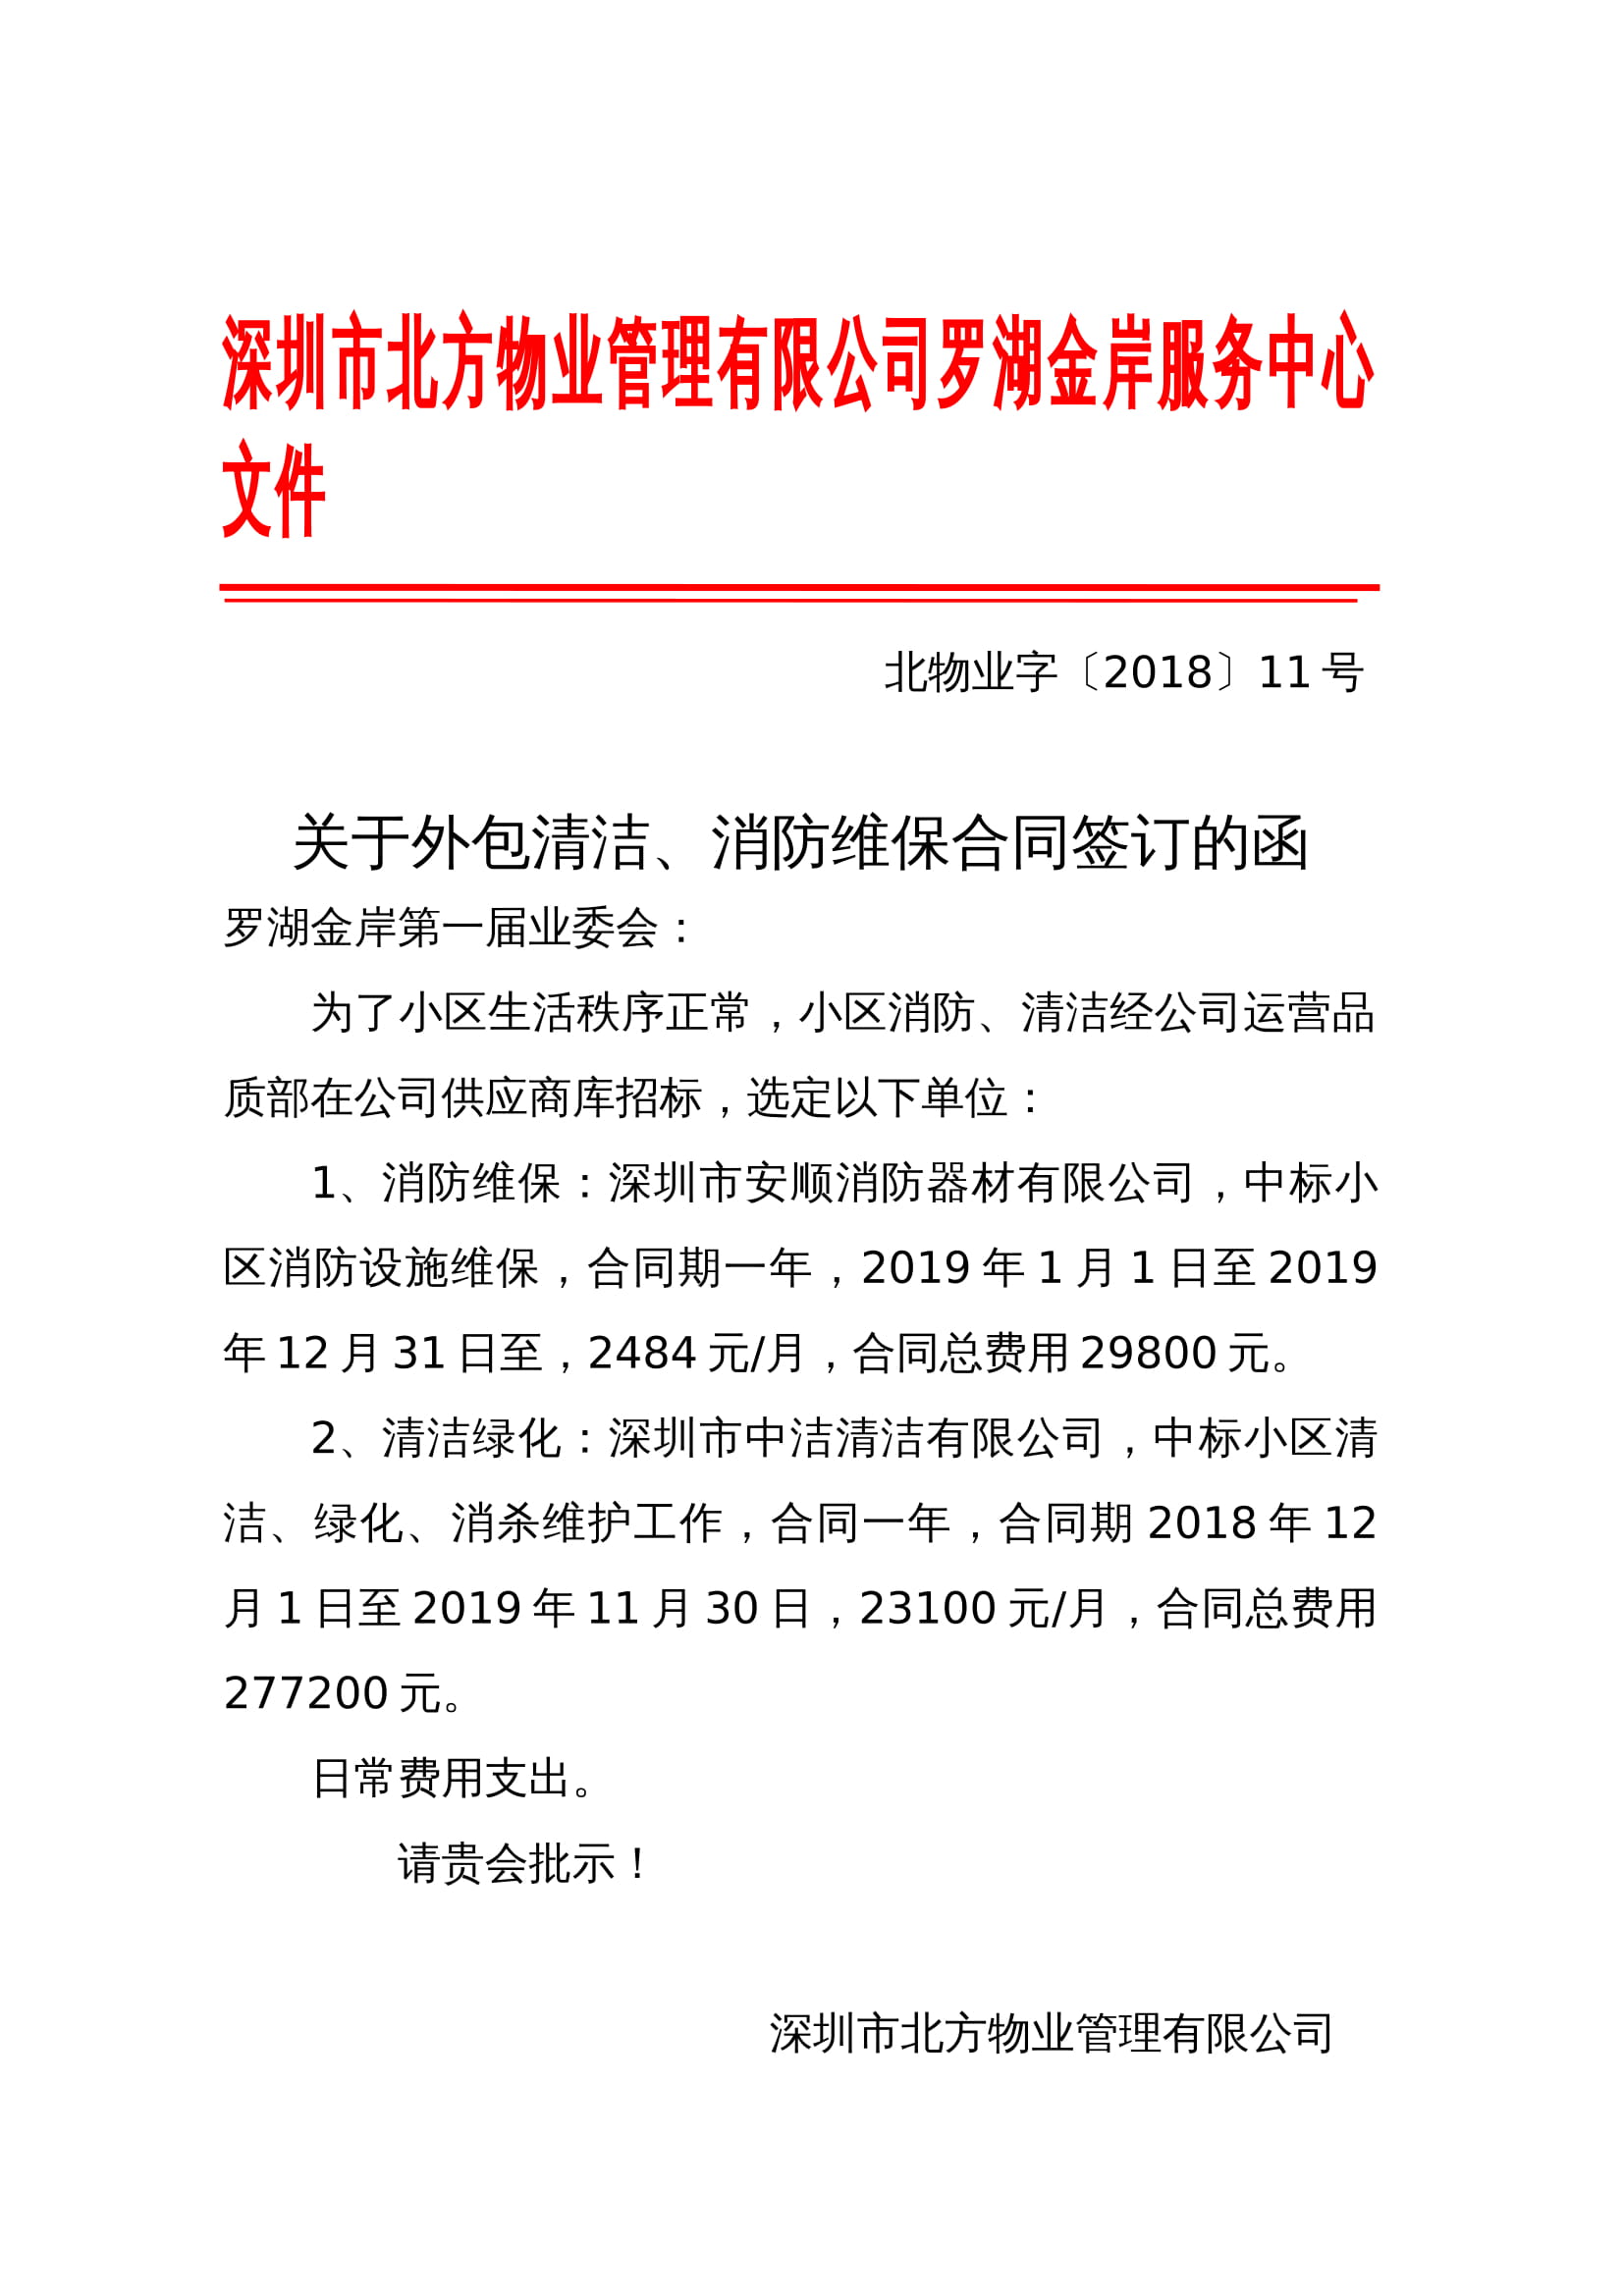 深圳市北方物业管理有限公司罗湖金岸服务中心
文件
北物业字〔2018〕11 号
关于外包清洁、消防维保合同签订的函
罗湖金岸第一届业委会：
为了小区生活秩序正常，小区消防、清洁经公司运营品
质部在公司供应商库招标，选定以下单位：
1、消防维保：深圳市安顺消防器材有限公司，中标小
区消防设施维保，合同期一年，2019 年 1 月 1 日至 2019
年 12 月 31 日至，2484 元/月，合同总费用 29800 元。
2、清洁绿化：深圳市中洁清洁有限公司，中标小区清
洁、绿化、消杀维护工作，合同一年，合同期 2018 年 12
月 1 日至 2019 年 11 月 30 日，23100 元/月，合同总费用
277200 元。
日常费用支出。
请贵会批示！
深圳市北方物业管理有限公司